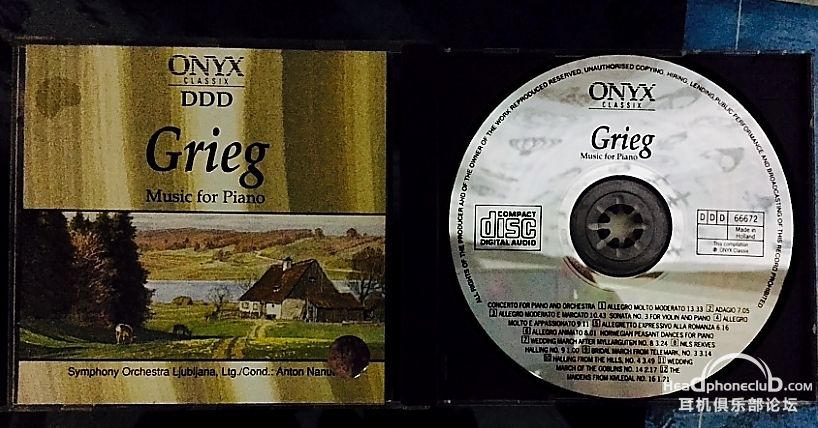 ONYX
CLASSIX
DDD
Grieg
Music for Piano
Symphony Orchestra Ljubljana, Ltg./Cond.: Anton
ALL RIGHTS OF THE PRODUCER AND OF THE OWNER OF THE WORK REPRODUCED RESERVED, UNAUTHORISED COPYING, HIRING, LENDING, PUBLIC PERFORMANCE AND BROADCASTING OF THIS RECORD PROHIBITED
ONYX
CLASSIX
Grieg
Music for Piano
COMPACT
disc
DIGITAL AUDIO
DDD 66672
Made in
Holland
This compilation
℗ ONYX Classix
CONCERTO FOR PIANO AND ORCHESTRA 1 ALLEGRO MOLTO MODERATO 13.33 2 ADAGIO 7.05
3 ALLEGRO MODERATO E MARCATO 10.43 SONATA NO. 3 FOR VIOLIN AND PIANO 4 ALLEGRO
MOLTO E APPASSIONATO 9.11 5 ALLEGRETTO EXPRESSIVO ALLA ROMANZA 6.16
6 ALLEGRO ANIMATO 8.01 NORWEGIAN PEASANT DANCES FOR PIANO
7 WEDDING MARCH AFTER MYLLARGUTEN NO. 8 3.24 8 NILS REKVES
HALLING NO. 9 1.00 9 BRIDAL MARCH FROM TELEMARK, NO. 3 3.14
10 HALLING FROM THE HILLS, NO. 4 3.49 11 WEDDING
MARCH OF THE GOBLINS NO. 14 2.17 12 THE
MAIDENS FROM KIVLEDAL NO. 16 1.21
HeadphoneclUB.COM
耳机俱乐部论坛